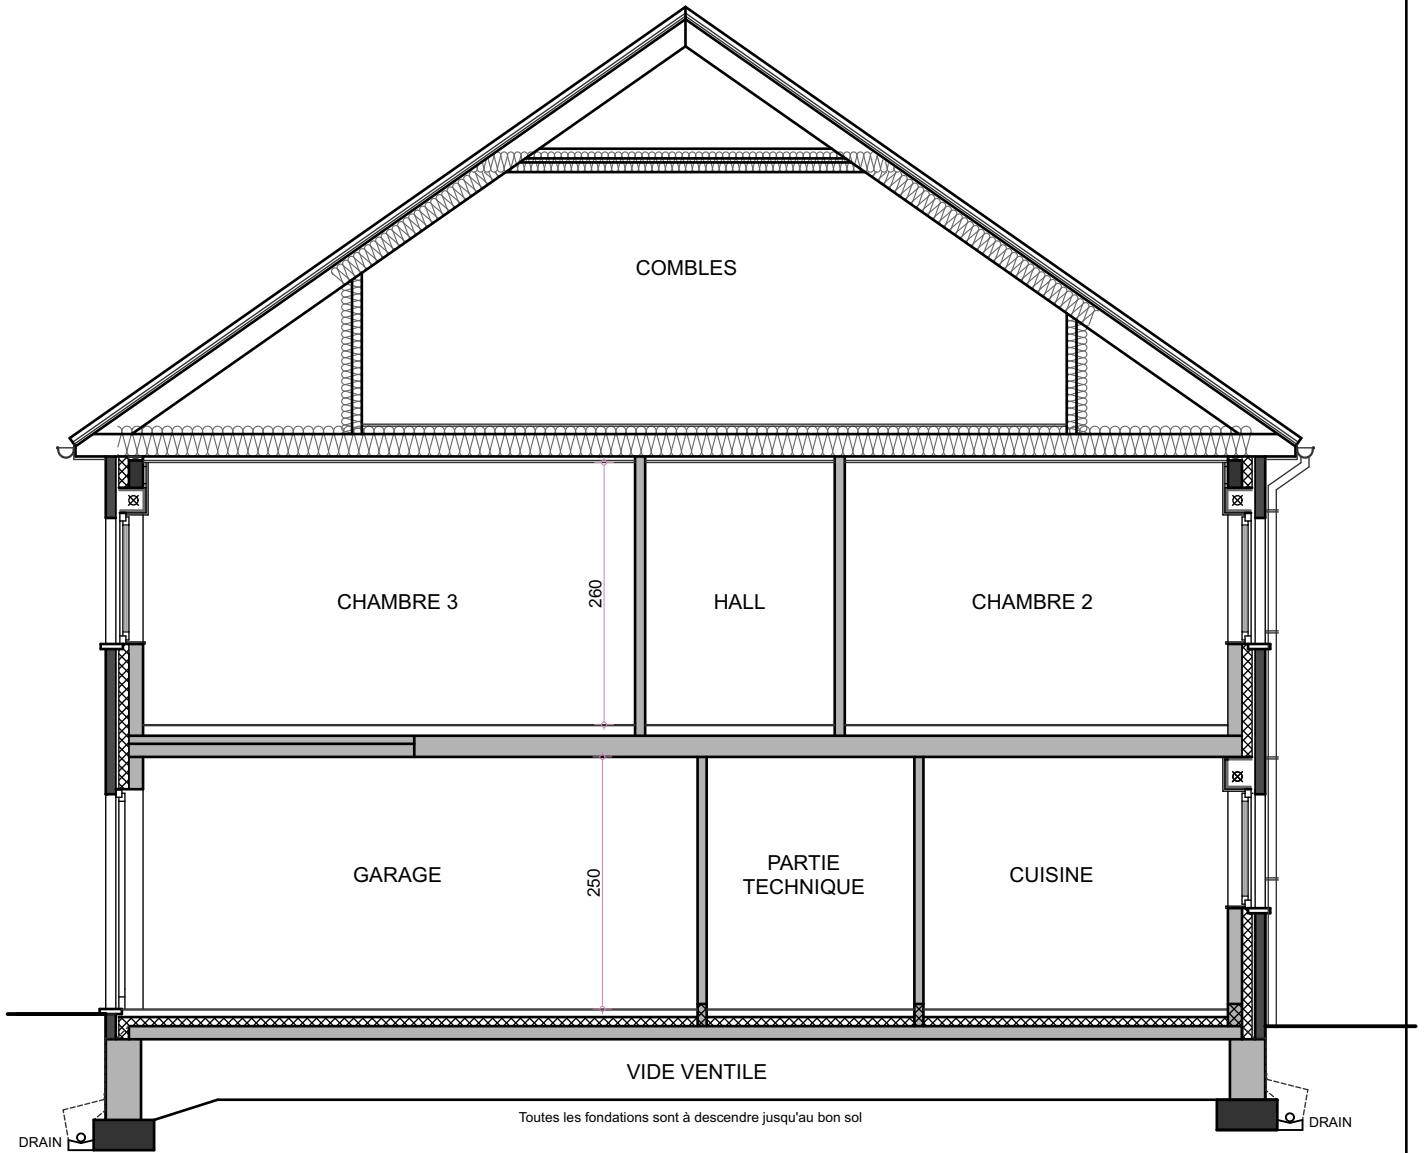 COMBLES
CHAMBRE 3
260
HALL
CHAMBRE 2
GARAGE
250
PARTIE
TECHNIQUE
CUISINE
VIDE VENTILE
Toutes les fondations sont à descendre jusqu'au bon sol
DRAIN
DRAIN